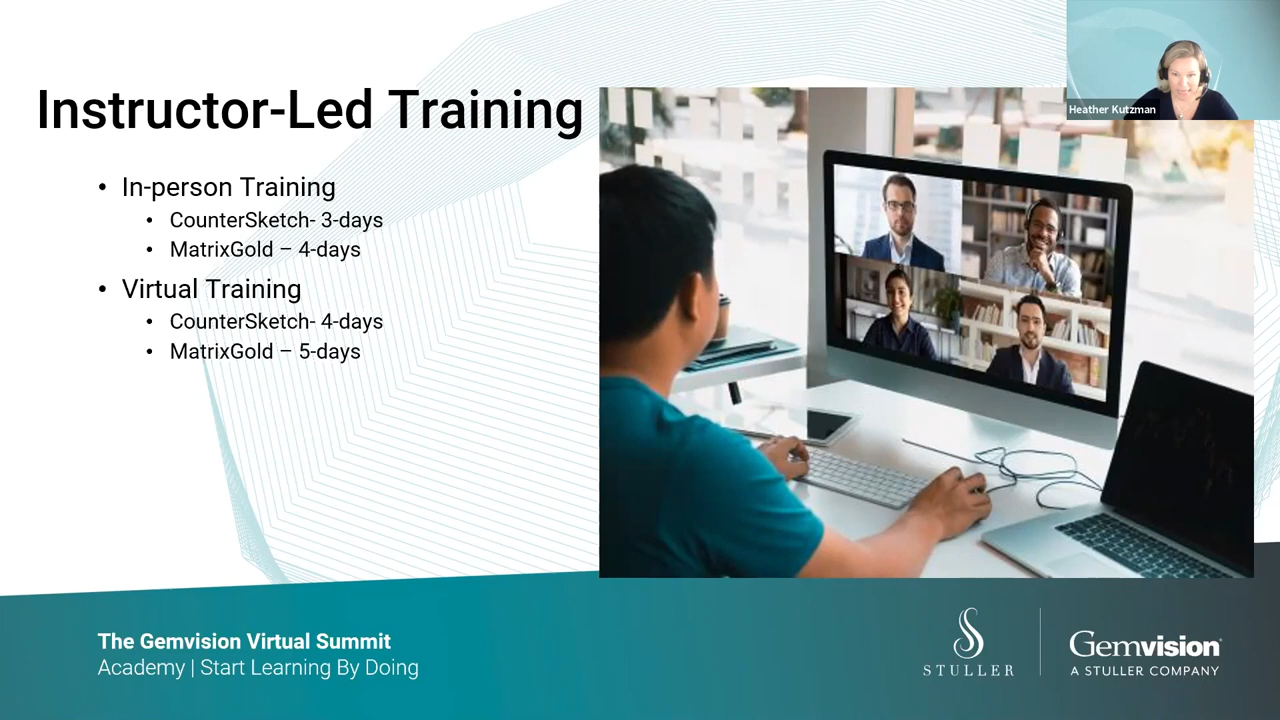 Heather Kutzman
Instructor-Led Training
• In-person Training
• CounterSketch- 3-days
• MatrixGold – 4-days
• Virtual Training
• CounterSketch- 4-days
• MatrixGold – 5-days
The Gemvision Virtual Summit
Academy | Start Learning By Doing
STULLER
Gemvision®
A STULLER COMPANY